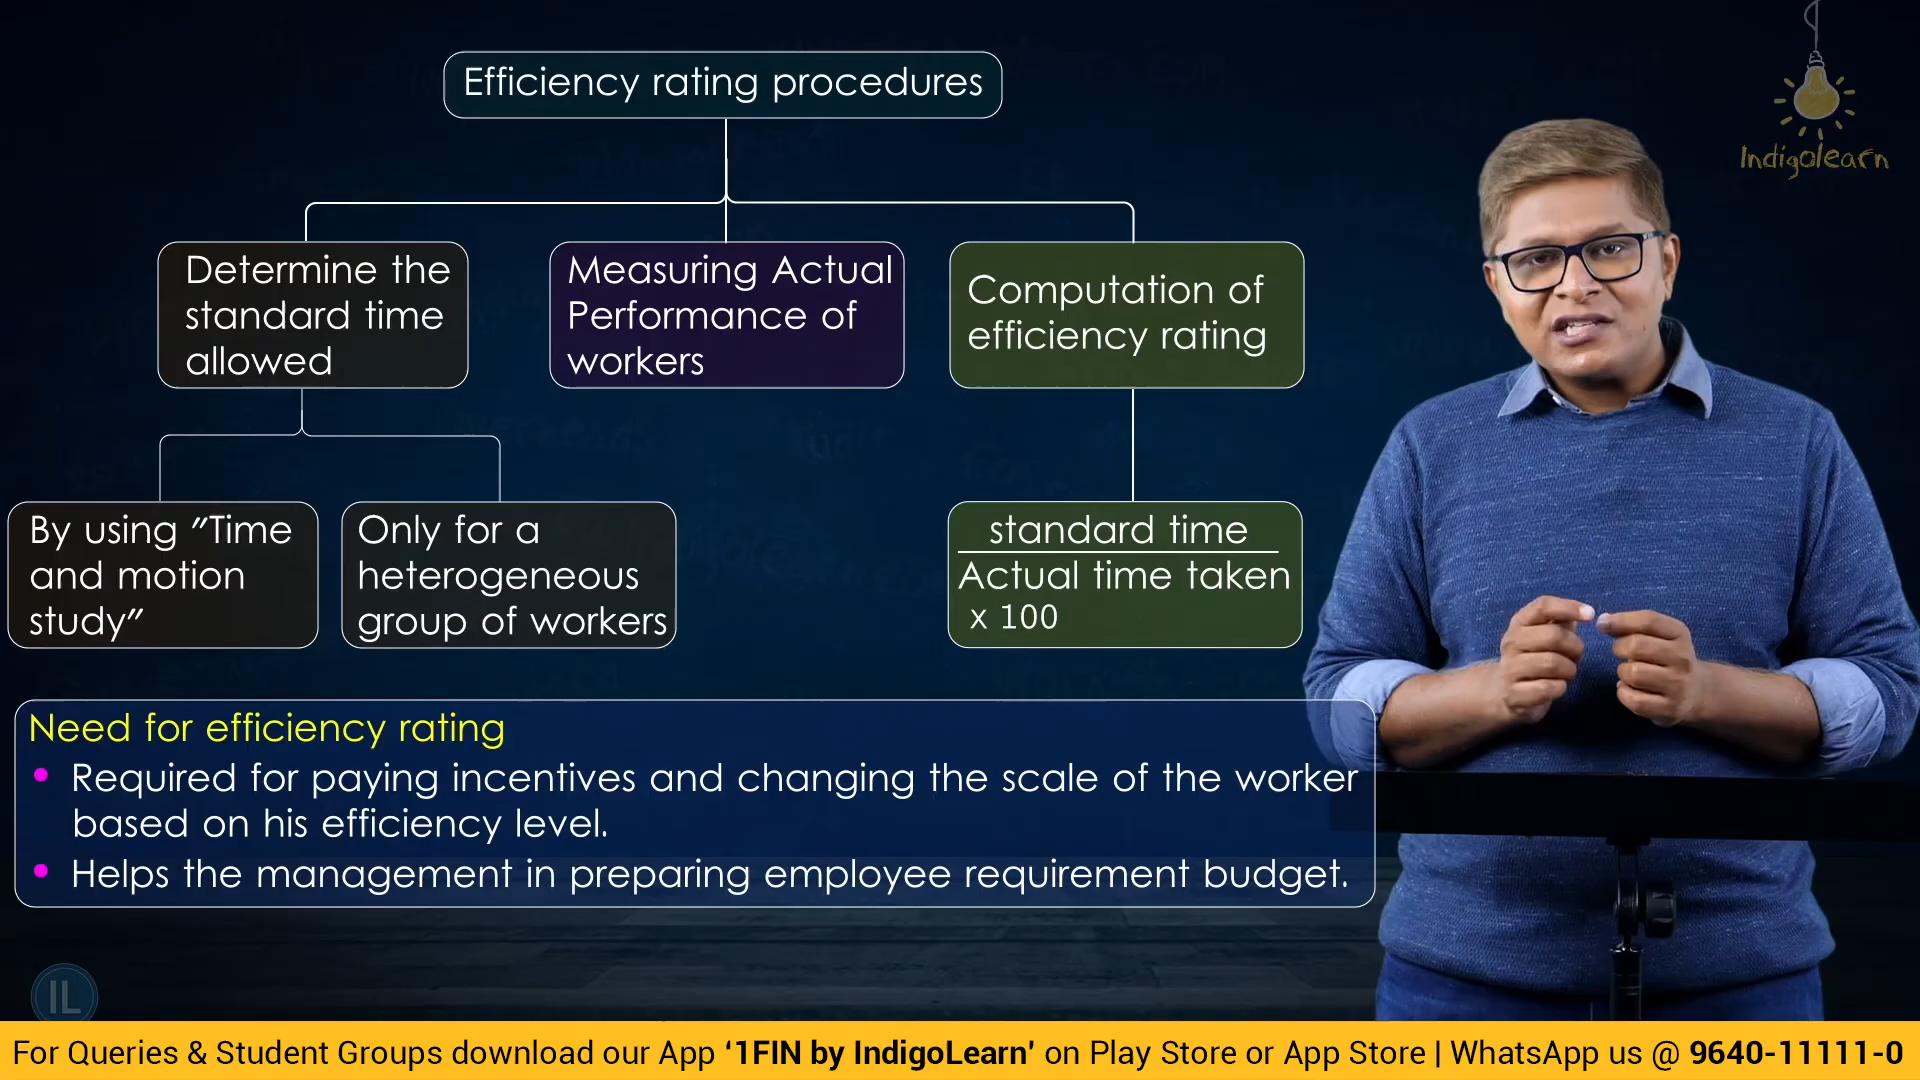 Efficiency rating procedures
Indigolearn
Determine the
standard time
allowed
Measuring Actual
Performance of
workers
Computation of
efficiency rating
By using "Time
and motion
study"
Only for a
heterogeneous
group of workers
standard time
Actual time taken
x 100
Need for efficiency rating
• Required for paying incentives and changing the scale of the worker
based on his efficiency level.
• Helps the management in preparing employee requirement budget.
IL
For Queries & Student Groups download our App ‘1FIN by IndigoLearn’ on Play Store or App Store | WhatsApp us @ 9640-11111-0